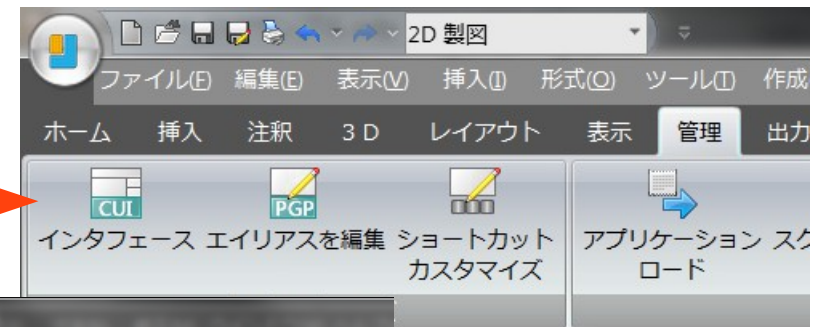 2D 製図
ファイル(F) 編集(E) 表示(V) 挿入(I) 形式(O) ツール(T) 作成
ホーム 挿入 注釈 3D レイアウト 表示 管理 出力
CUI PGP
インタフェース エイリアスを編集 ショートカット アプリケーション スク
カスタマイズ ロード